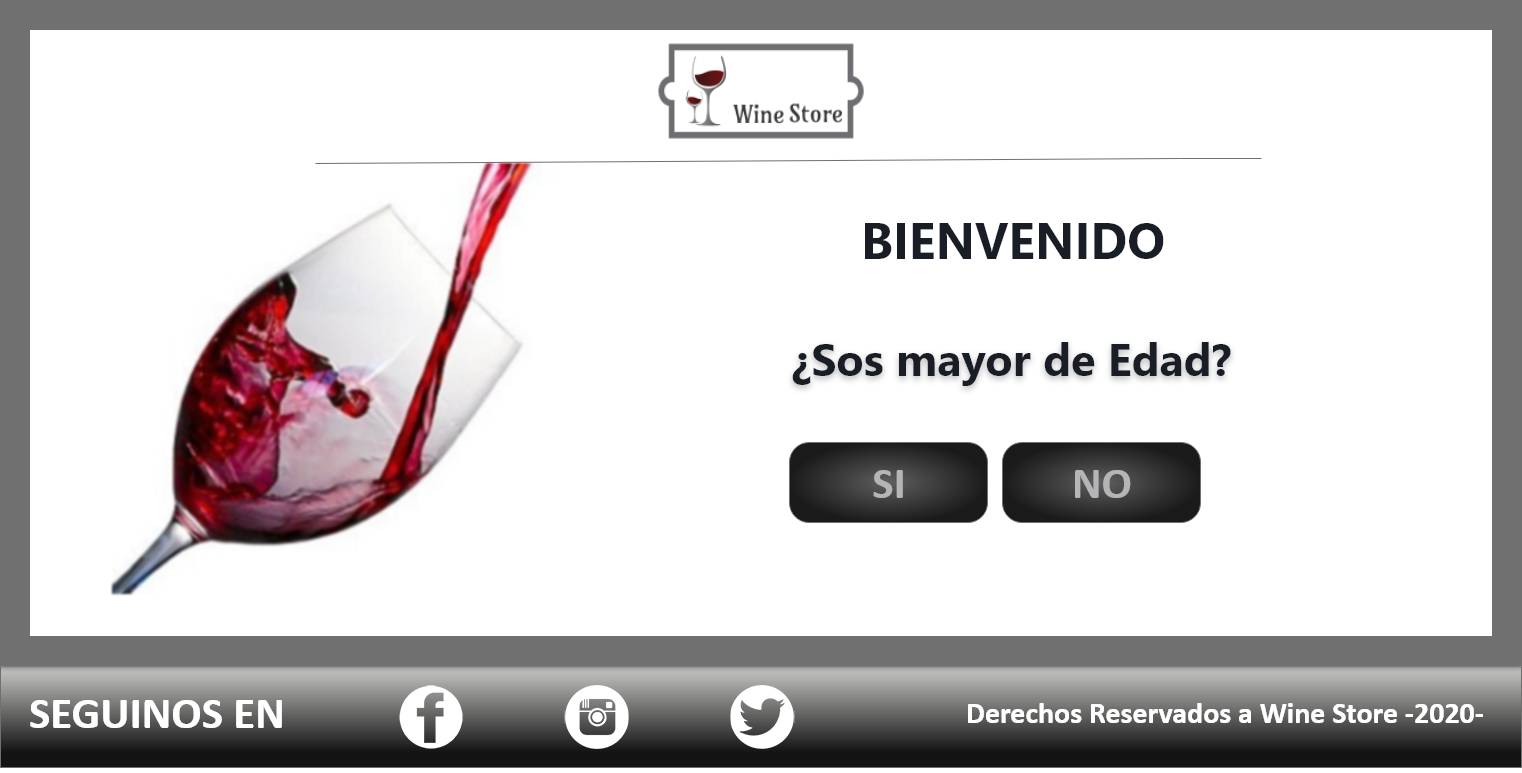 Wine Store
BIENVENIDO
¿Sos mayor de Edad?
SI
NO
SEGUINOS EN
Derechos Reservados a Wine Store -2020-